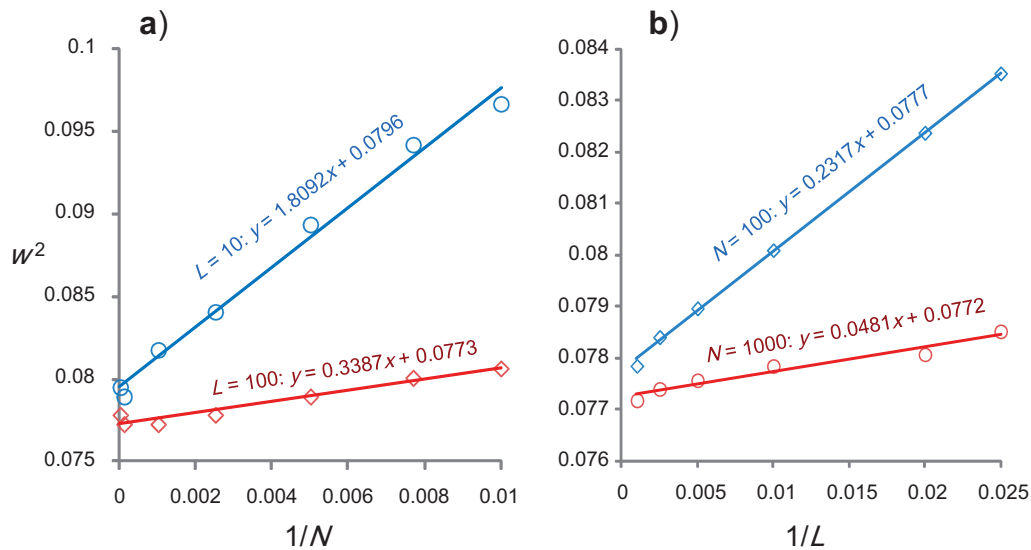 a)
0.1
0.095
0.09
0.085
0.08
0.075
w²
L = 10: y = 1.8092x + 0.0796
L = 100: y = 0.3387x + 0.0773
0 0.002 0.004 0.006 0.008 0.01
1/N
b)
0.084
0.083
0.082
0.081
0.08
0.079
0.078
0.077
0.076
N = 100: y = 0.2317x + 0.0777
N = 1000: y = 0.0481x + 0.0772
0 0.005 0.01 0.015 0.02 0.025
1/L